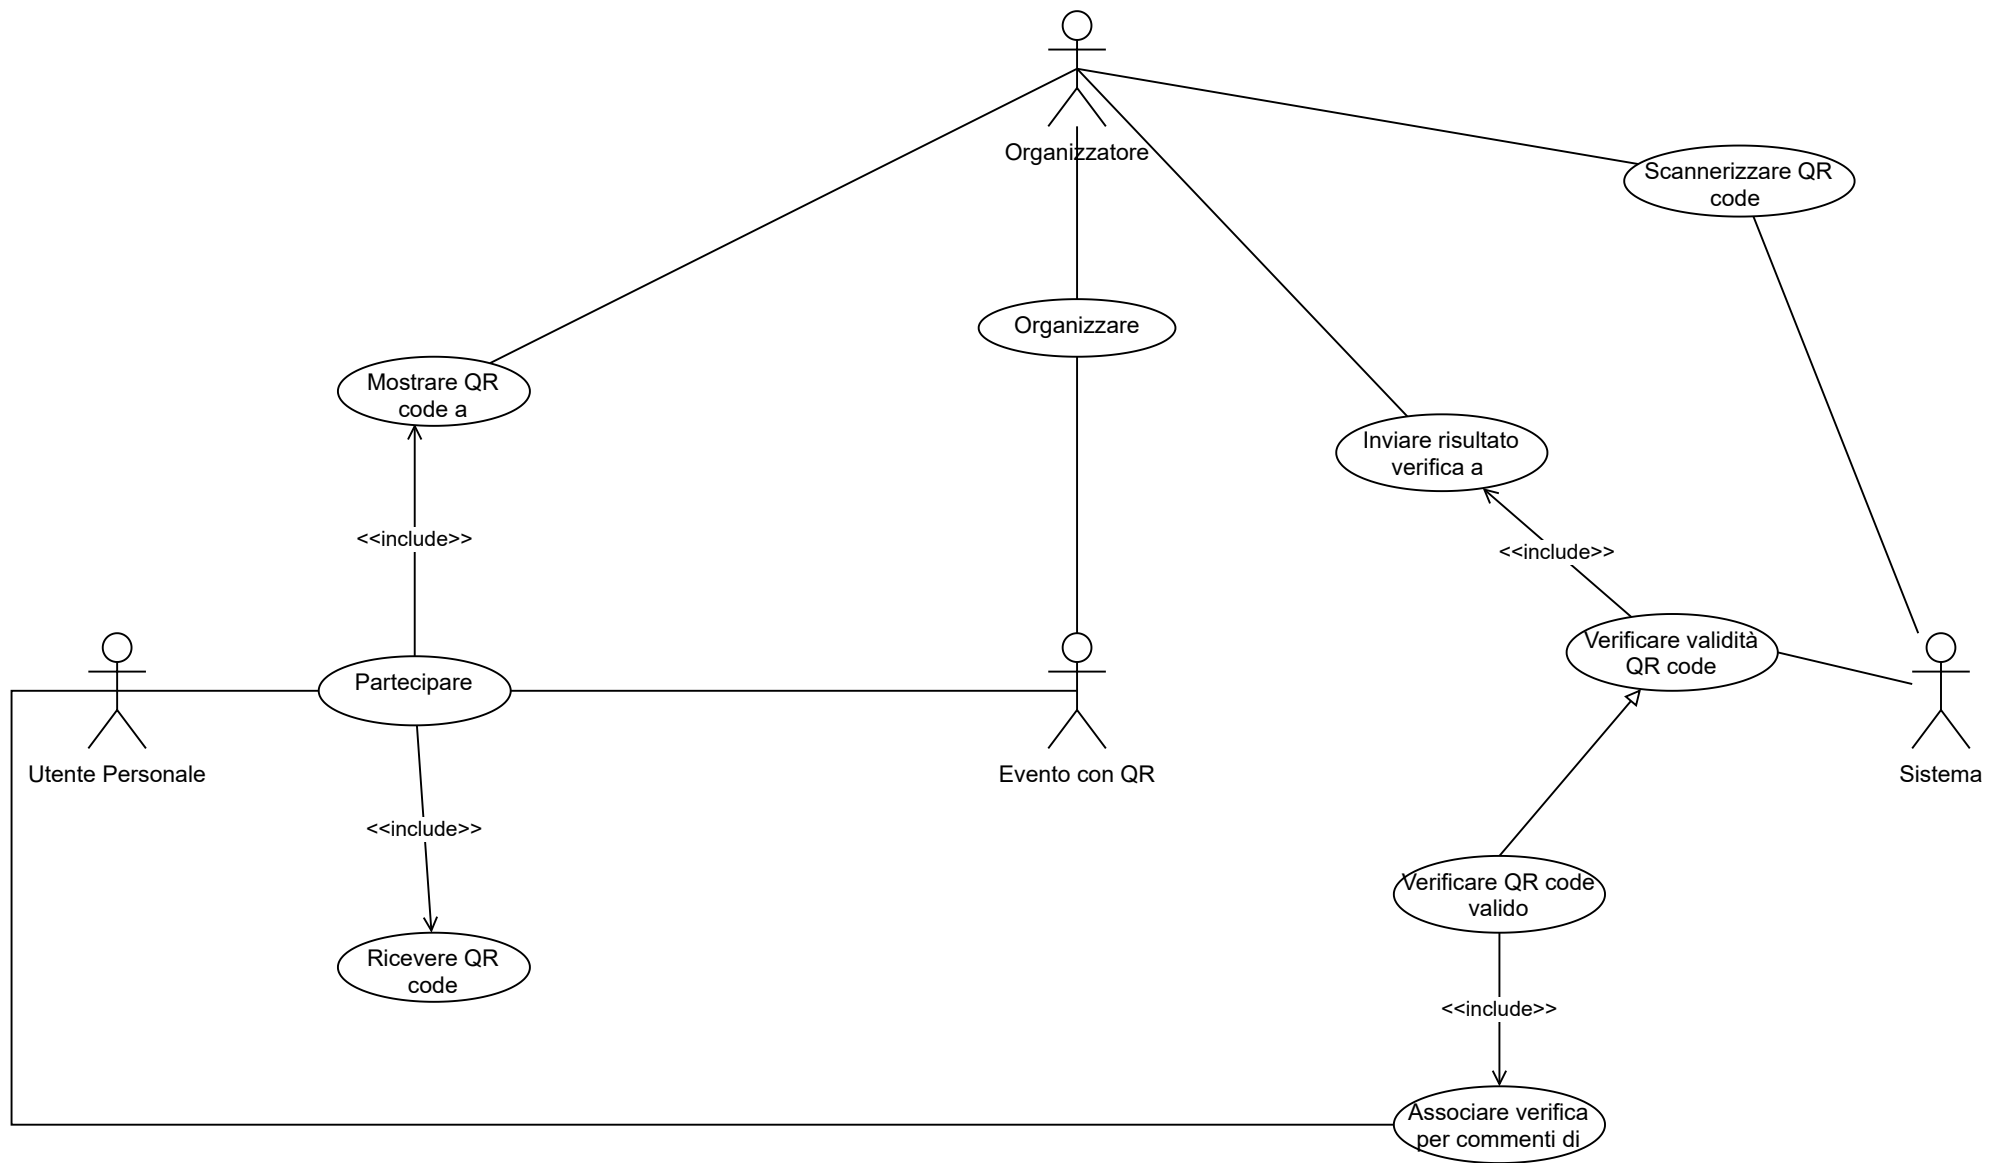 Organizzatore
Scannerizzare QR
code
Organizzare
Mostrare QR
code a
Inviare risultato
verifica a
<<include>>
<<include>>
Verificare validità
QR code
Partecipare
Utente Personale
Evento con QR
Sistema
<<include>>
Verificare QR code
valido
Ricevere QR
code
<<include>>
Associare verifica
per commenti di